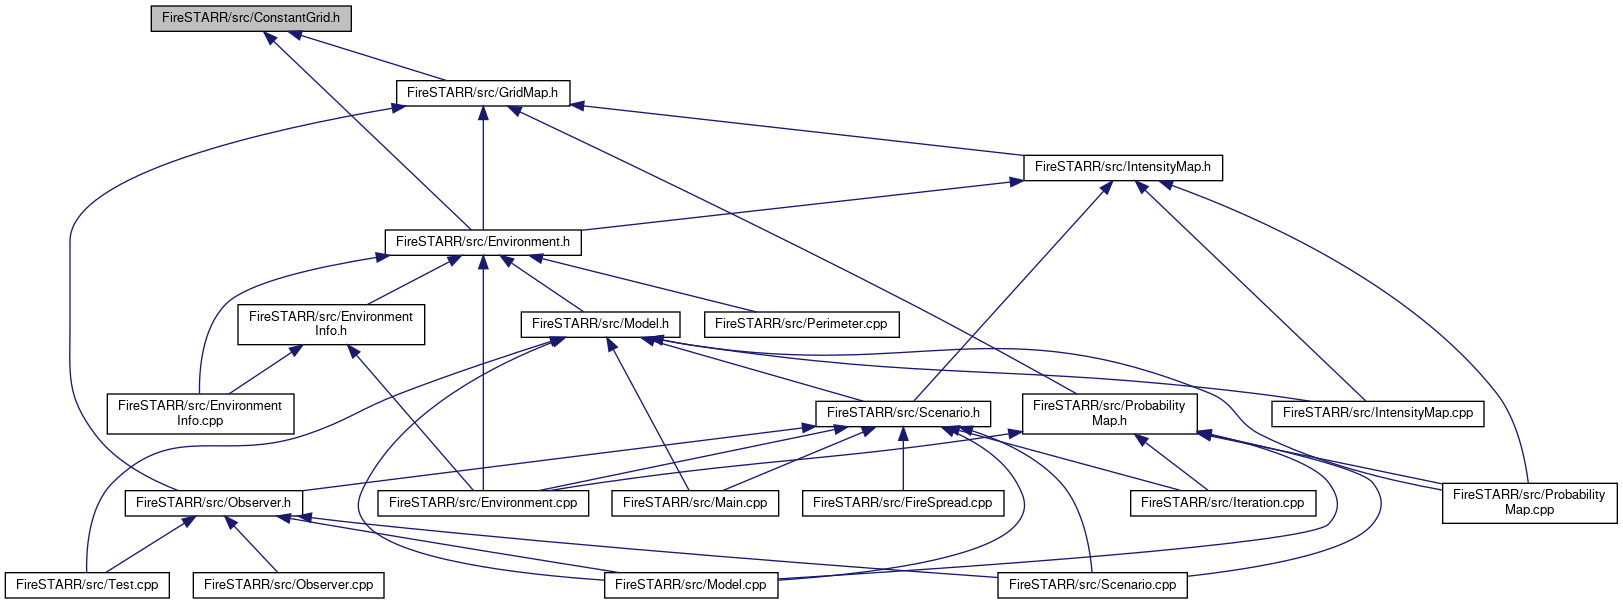 FireSTARR/src/ConstantGrid.h
FireSTARR/src/GridMap.h
FireSTARR/src/IntensityMap.h
FireSTARR/src/Environment.h
FireSTARR/src/Environment
Info.h
FireSTARR/src/Model.h
FireSTARR/src/Perimeter.cpp
FireSTARR/src/Environment
Info.cpp
FireSTARR/src/Scenario.h
FireSTARR/src/Probability
Map.h
FireSTARR/src/IntensityMap.cpp
FireSTARR/src/Observer.h
FireSTARR/src/Environment.cpp
FireSTARR/src/Main.cpp
FireSTARR/src/FireSpread.cpp
FireSTARR/src/Iteration.cpp
FireSTARR/src/Probability
Map.cpp
FireSTARR/src/Test.cpp
FireSTARR/src/Observer.cpp
FireSTARR/src/Model.cpp
FireSTARR/src/Scenario.cpp